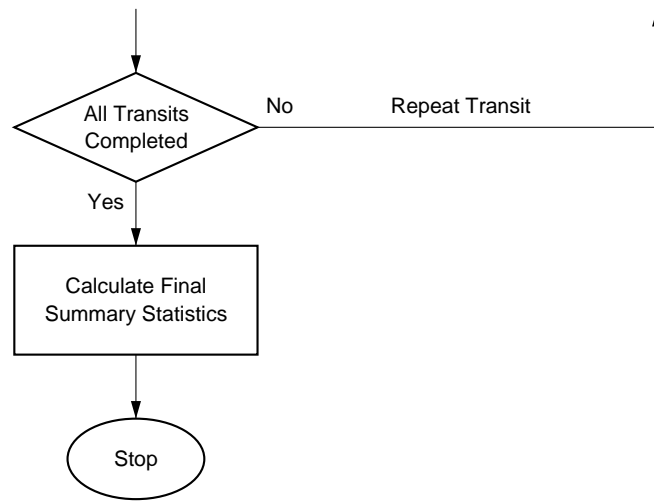 All Transits
Completed
No
Repeat Transit
Yes
Calculate Final
Summary Statistics
Stop